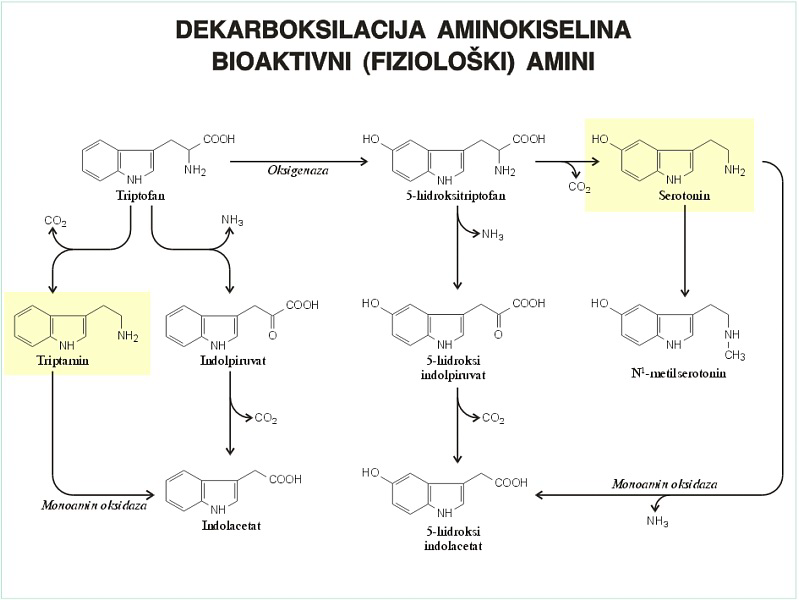 DEKARBOKSILACIJA AMINOKISELINA
BIOAKTIVNI (FIZIOLOŠKI) AMINI
COOH
NH2
NH
Triptofan
Oksigenaza
HO
COOH
NH2
NH
5-hidroksitriptofan
CO2
HO
NH2
NH
Serotonin
CO2
NH3
NH3
NH2
NH
Triptamin
COOH
O
NH
Indolpiruvat
HO
COOH
O
NH
5-hidroksi
indolpiruvat
HO
NH
NH
CH3
N1-metilserotonin
CO2
CO2
Monoamin oksidaza
COOH
NH
Indolacetat
HO
COOH
NH
5-hidroksi
indolacetat
Monoamin oksidaza
NH3